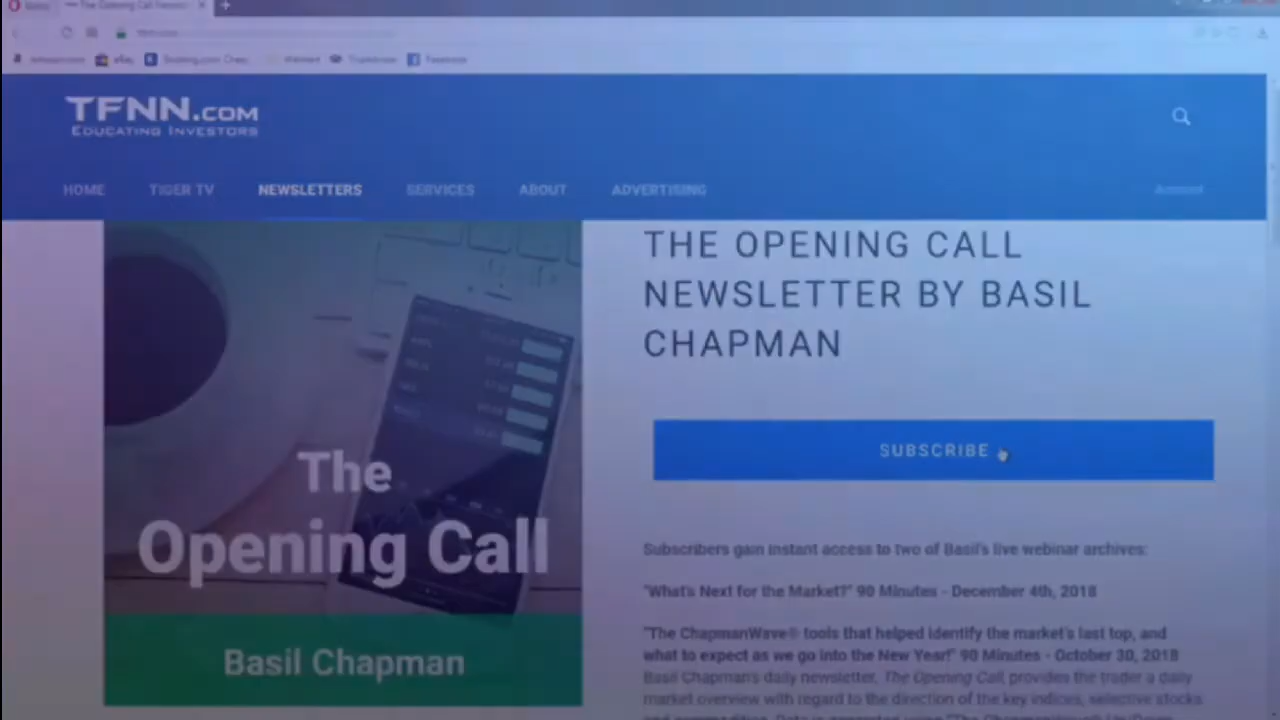 The Opening Call
TFNN.COM
EDUCATING INVESTORS
HOME
TIGER TV
NEWSLETTERS
SERVICES
ABOUT
ADVERTISING
THE OPENING CALL
NEWSLETTER BY BASIL
CHAPMAN
SUBSCRIBE
The
Opening Call
Basil Chapman
Subscribers gain instant access to two of Basil's live webinar archives:
"What's Next for the Market?" 90 Minutes - December 4th, 2018
"The ChapmanWave® tools that helped identify the market's last top, and
what to expect as we go into the New Year!" 90 Minutes - October 30, 2018
Basil Chapman's daily newsletter, The Opening Call, provides the trader a daily
market overview with regard to the direction of the key indices, selective stocks